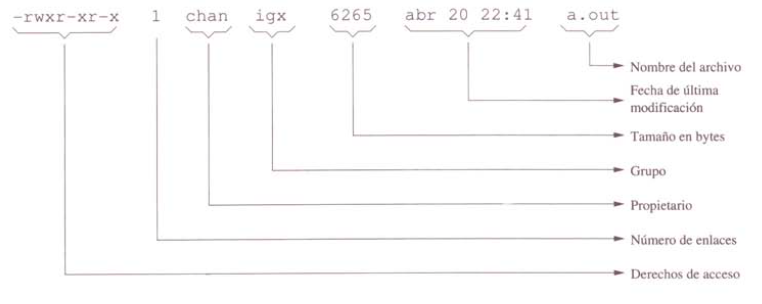 -rwxr-xr-x 1 chan igx 6265 abr 20 22:41 a.out
Nombre del archivo
Fecha de última
modificación
Tamaño en bytes
Grupo
Propietario
Número de enlaces
Derechos de acceso